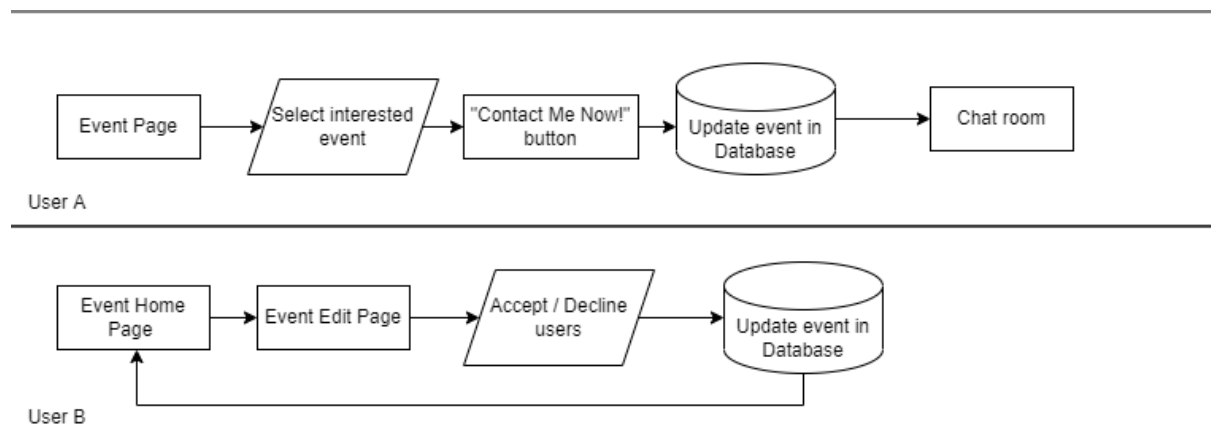 Event Page
Select interested
event
"Contact Me Now!"
button
Update event in
Database
Chat room
User A
Event Home
Page
Event Edit Page
Accept / Decline
users
Update event in
Database
User B